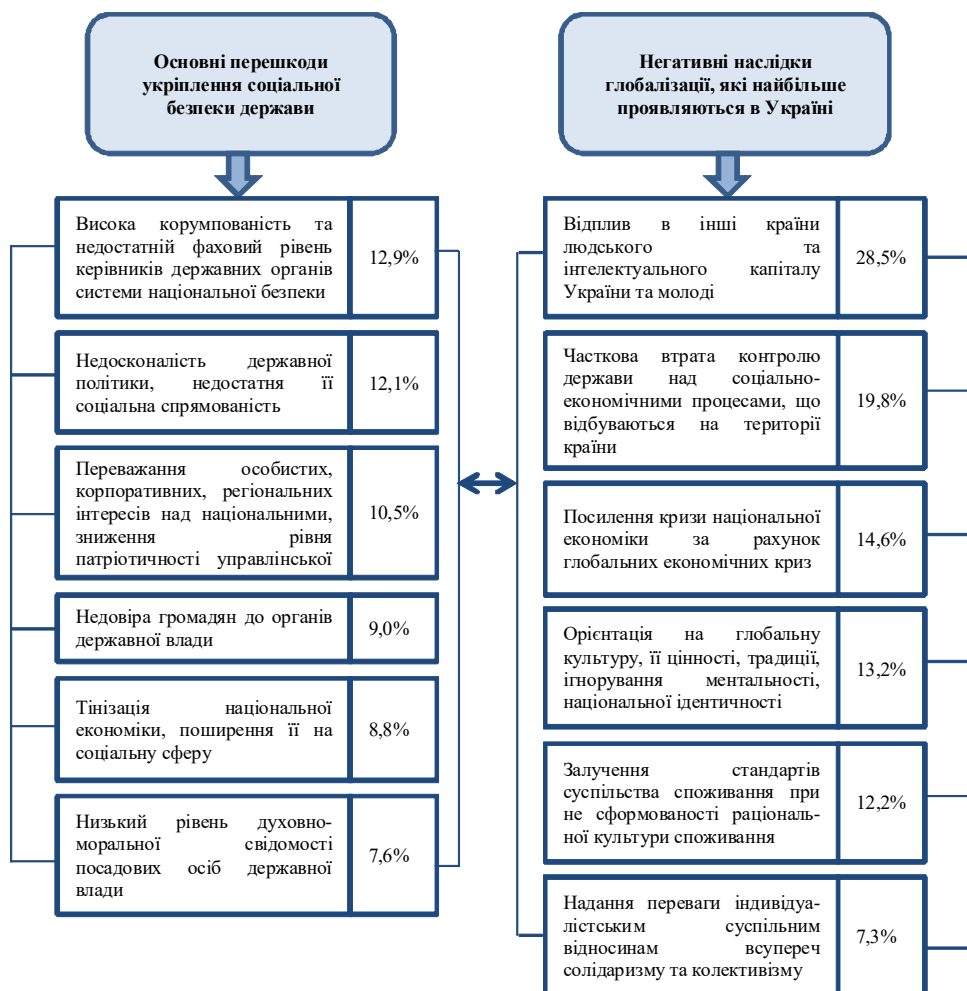 Основні перешкоди
укріплення соціальної
безпеки держави
Висока корумпованість та
недостатній фаховий рівень
керівників державних органів
системи національної безпеки
12,9%
Недосконалість державної
політики, недостатня її
соціальна спрямованість
12,1%
Переважання особистих,
корпоративних, регіональних
інтересів над національними,
зниження рівня
патріотичності управлінської
10,5%
Недовіра громадян до органів
державної влади
9,0%
Тінізація національної
економіки, поширення її на
соціальну сферу
8,8%
Низький рівень духовно-
моральної свідомості
посадових осіб державної
влади
7,6%
Негативні наслідки
глобалізації, які найбільше
проявляються в Україні
Відплив в інші країни
людського та
інтелектуального капіталу
України та молоді
28,5%
Часткова втрата контролю
держави над соціально-
економічними процесами, що
відбуваються на території
країни
19,8%
Посилення кризи національної
економіки за рахунок
глобальних економічних криз
14,6%
Орієнтація на глобальну
культуру, її цінності, традиції,
ігнорування ментальності,
національної ідентичності
13,2%
Залучення стандартів
суспільства споживання при
не сформованості раціональ-
ної культури споживання
12,2%
Надання переваги індивідуа-
лістським суспільним
відносинам всупереч
солідаризму та колективізму
7,3%